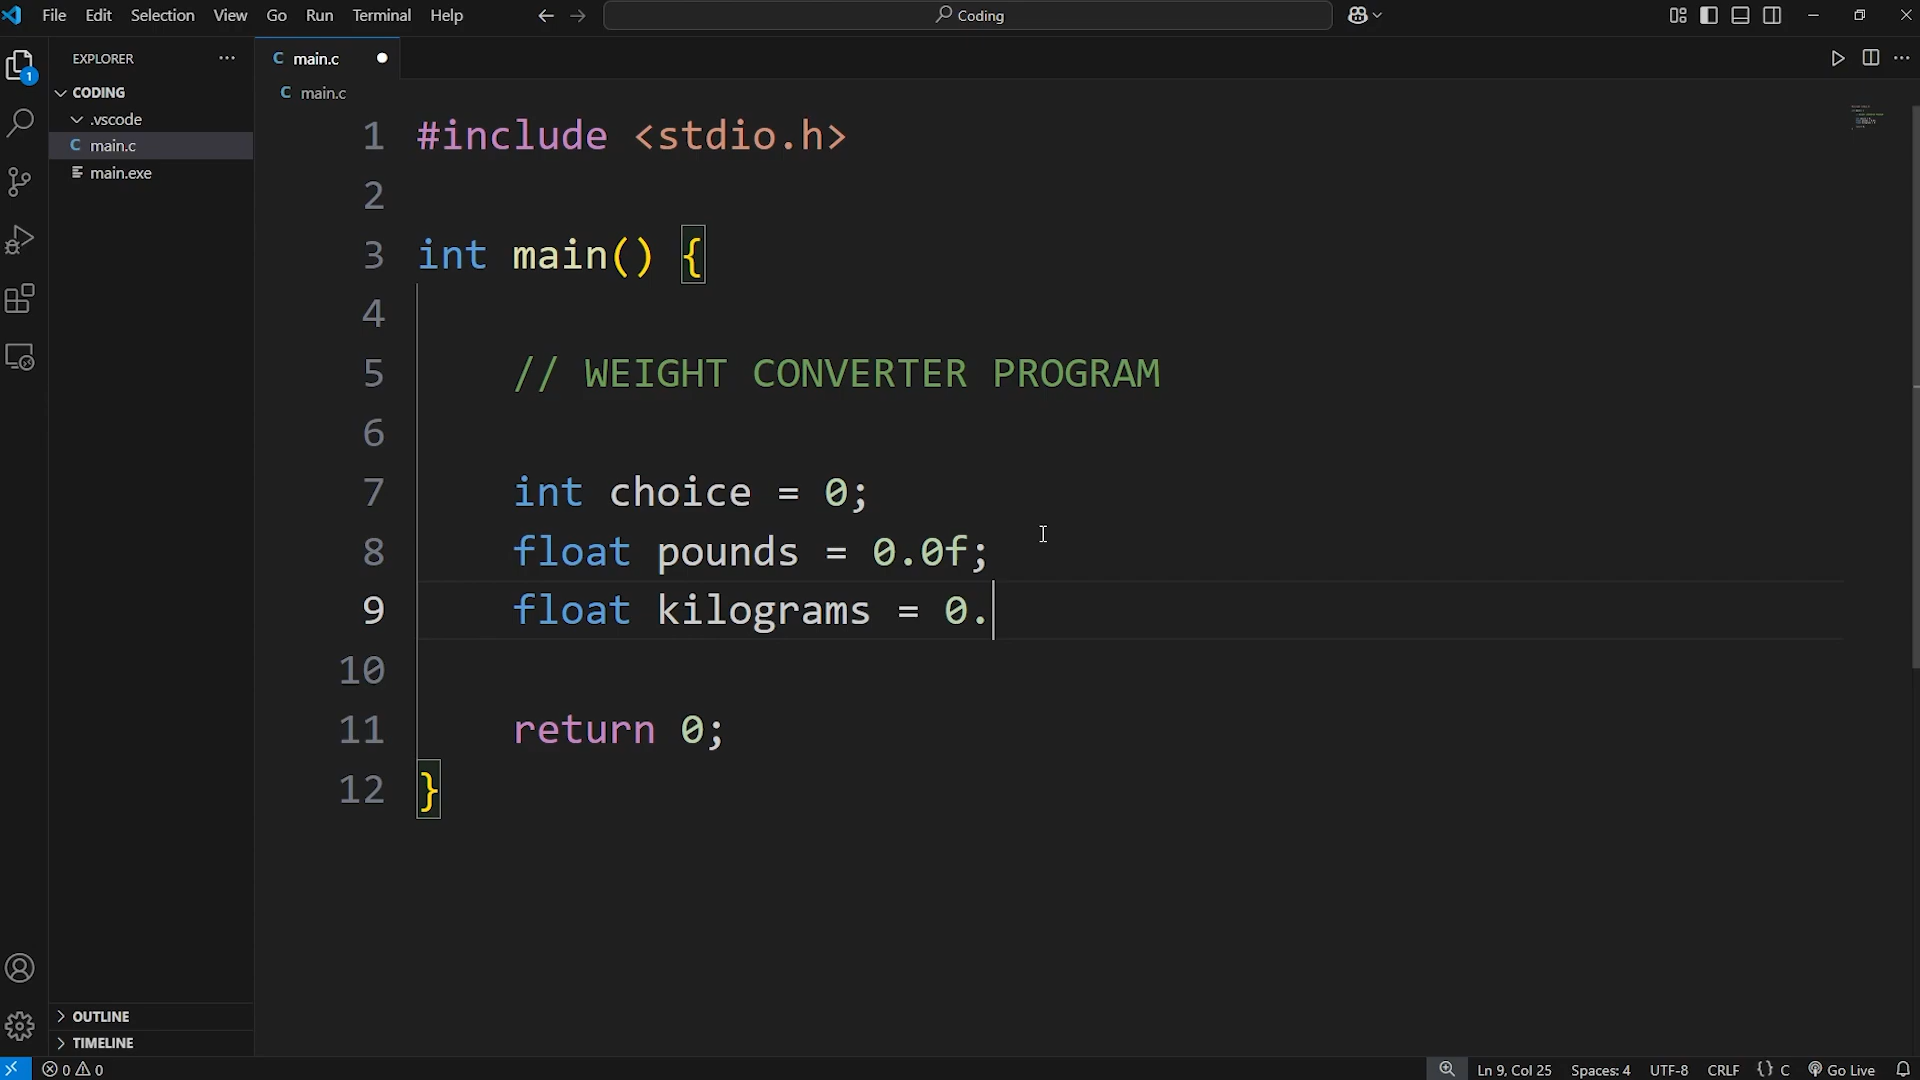 File Edit Selection View Go Run Terminal Help
Coding
EXPLORER
CODING
.vscode
main.c
main.exe
OUTLINE
TIMELINE
1
C main.c
C main.c
1 #include <stdio.h>
2
3 int main() {
4
5 // WEIGHT CONVERTER PROGRAM
6
7 int choice = 0;
8 float pounds = 0.0f;
9 float kilograms = 0.
10
11 return 0;
12 }
0 0 Ln 9, Col 25 Spaces: 4 UTF-8 CRLF {} C Go Live